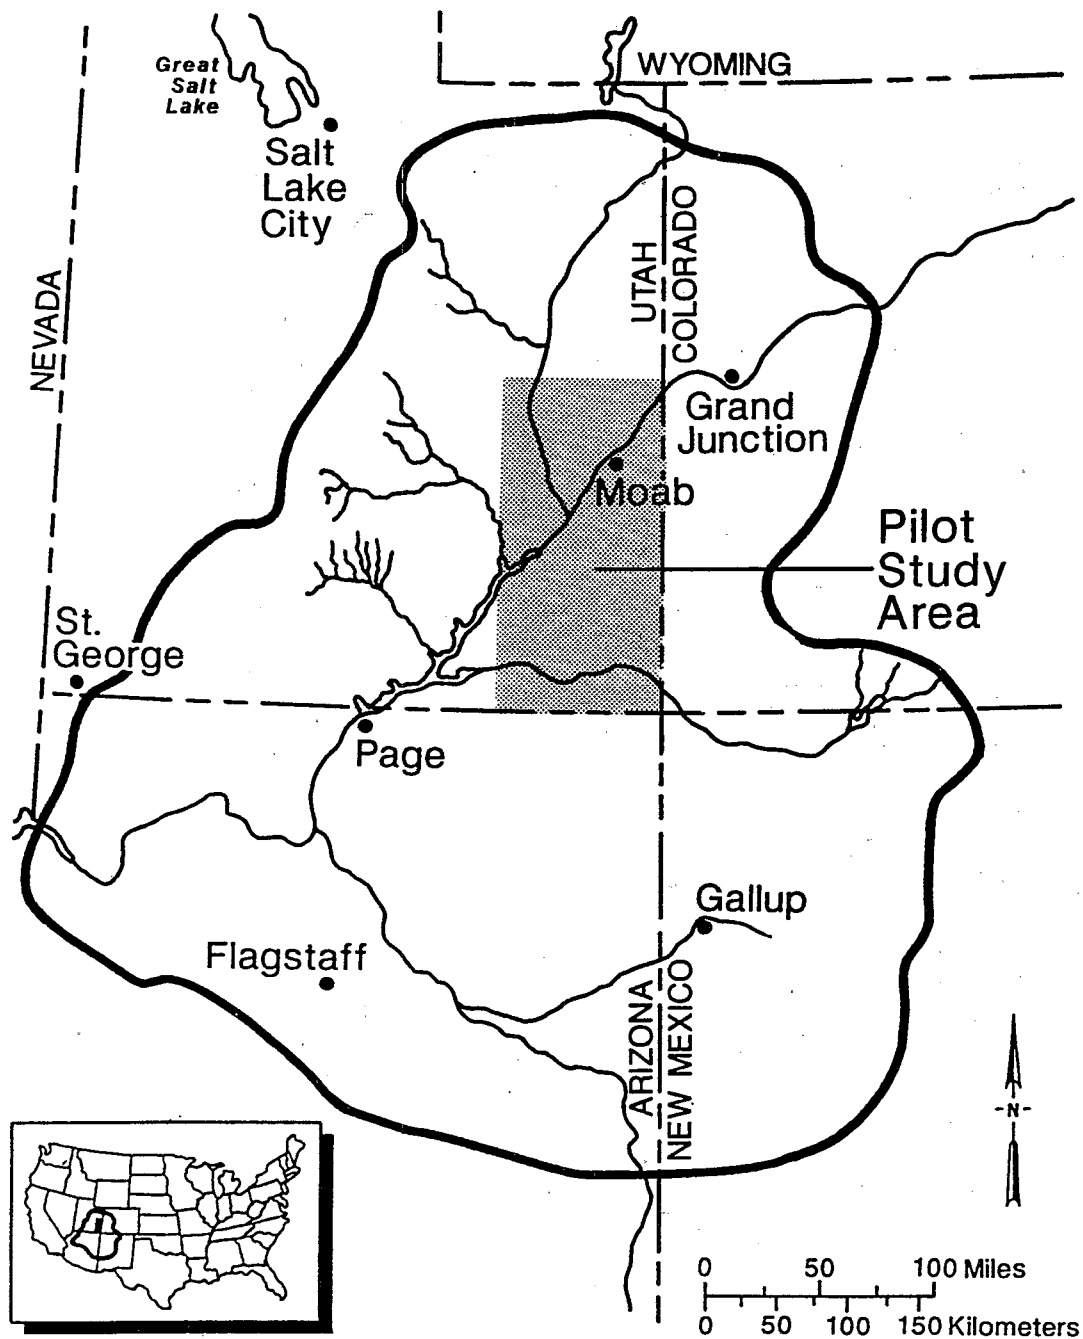 WYOMING
Great
Salt
Lake
Salt
Lake
City
UTAH
COLORADO
NEVADA
Grand
Junction
Moab
Pilot
Study
Area
St.
George
Page
Gallup
Flagstaff
ARIZONA
NEW MEXICO
-N-
0 50 100 Miles
0 50 100 150 Kilometers